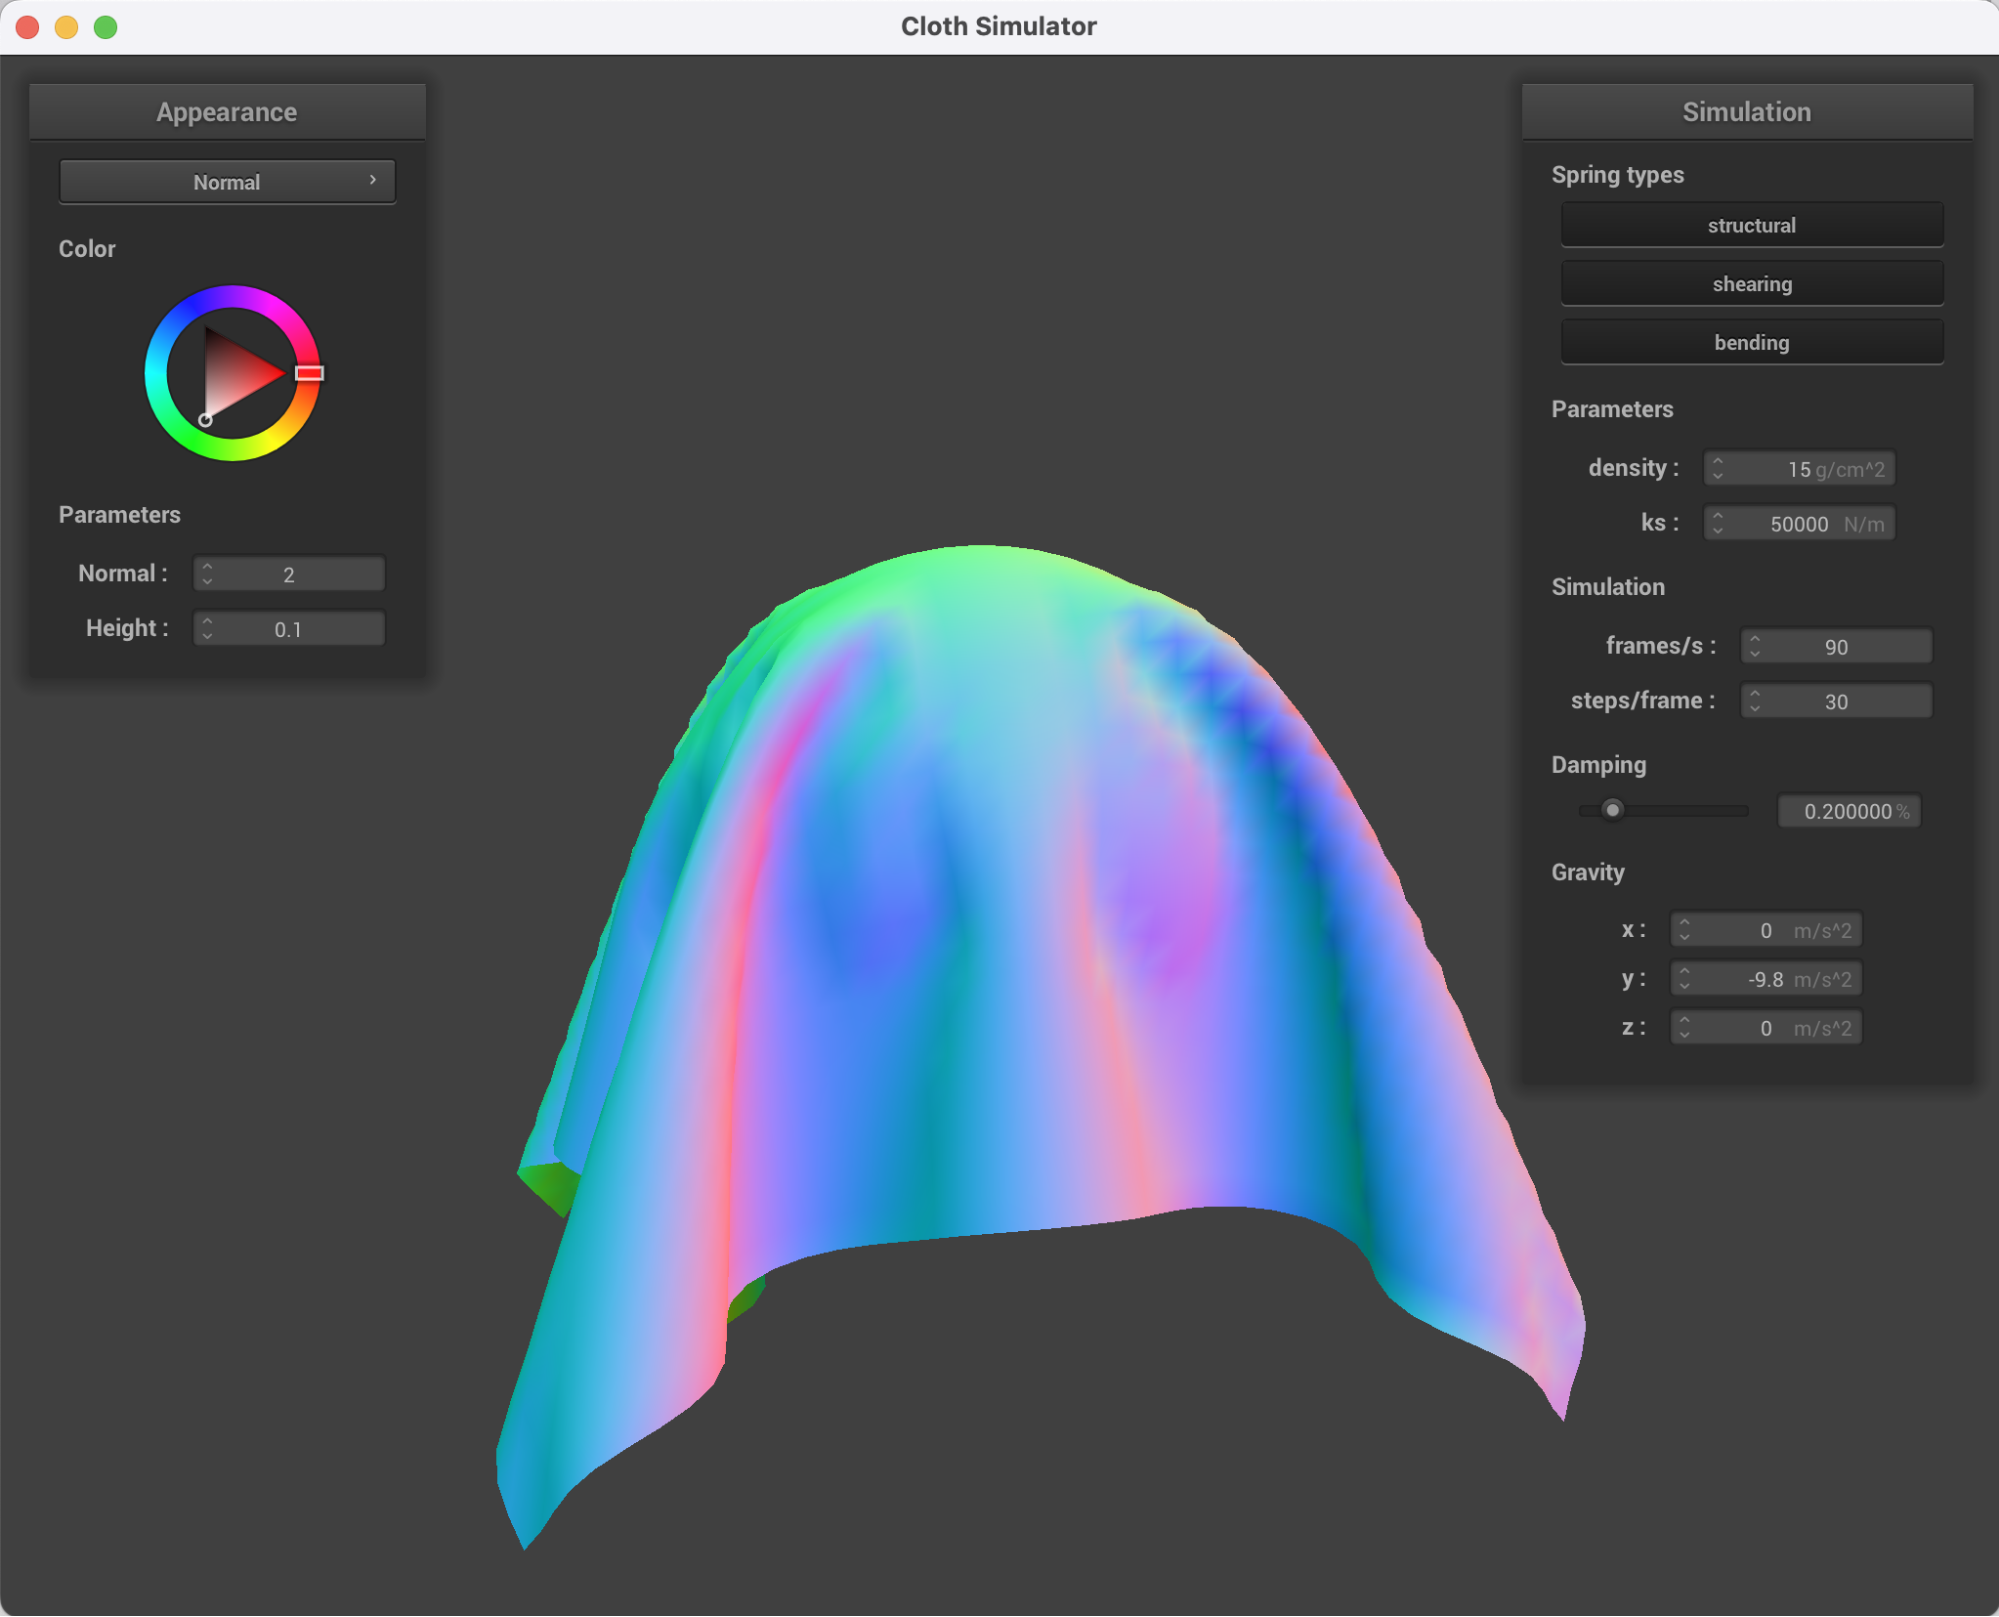 Cloth Simulator
Appearance
Normal
Color
Parameters
Normal : 2
Height : 0.1
Simulation
Spring types
structural
shearing
bending
Parameters
density : 15 g/cm^2
ks : 50000 N/m
Simulation
frames/s : 90
steps/frame : 30
Damping
0.200000 %
Gravity
x : 0 m/s^2
y : -9.8 m/s^2
z : 0 m/s^2